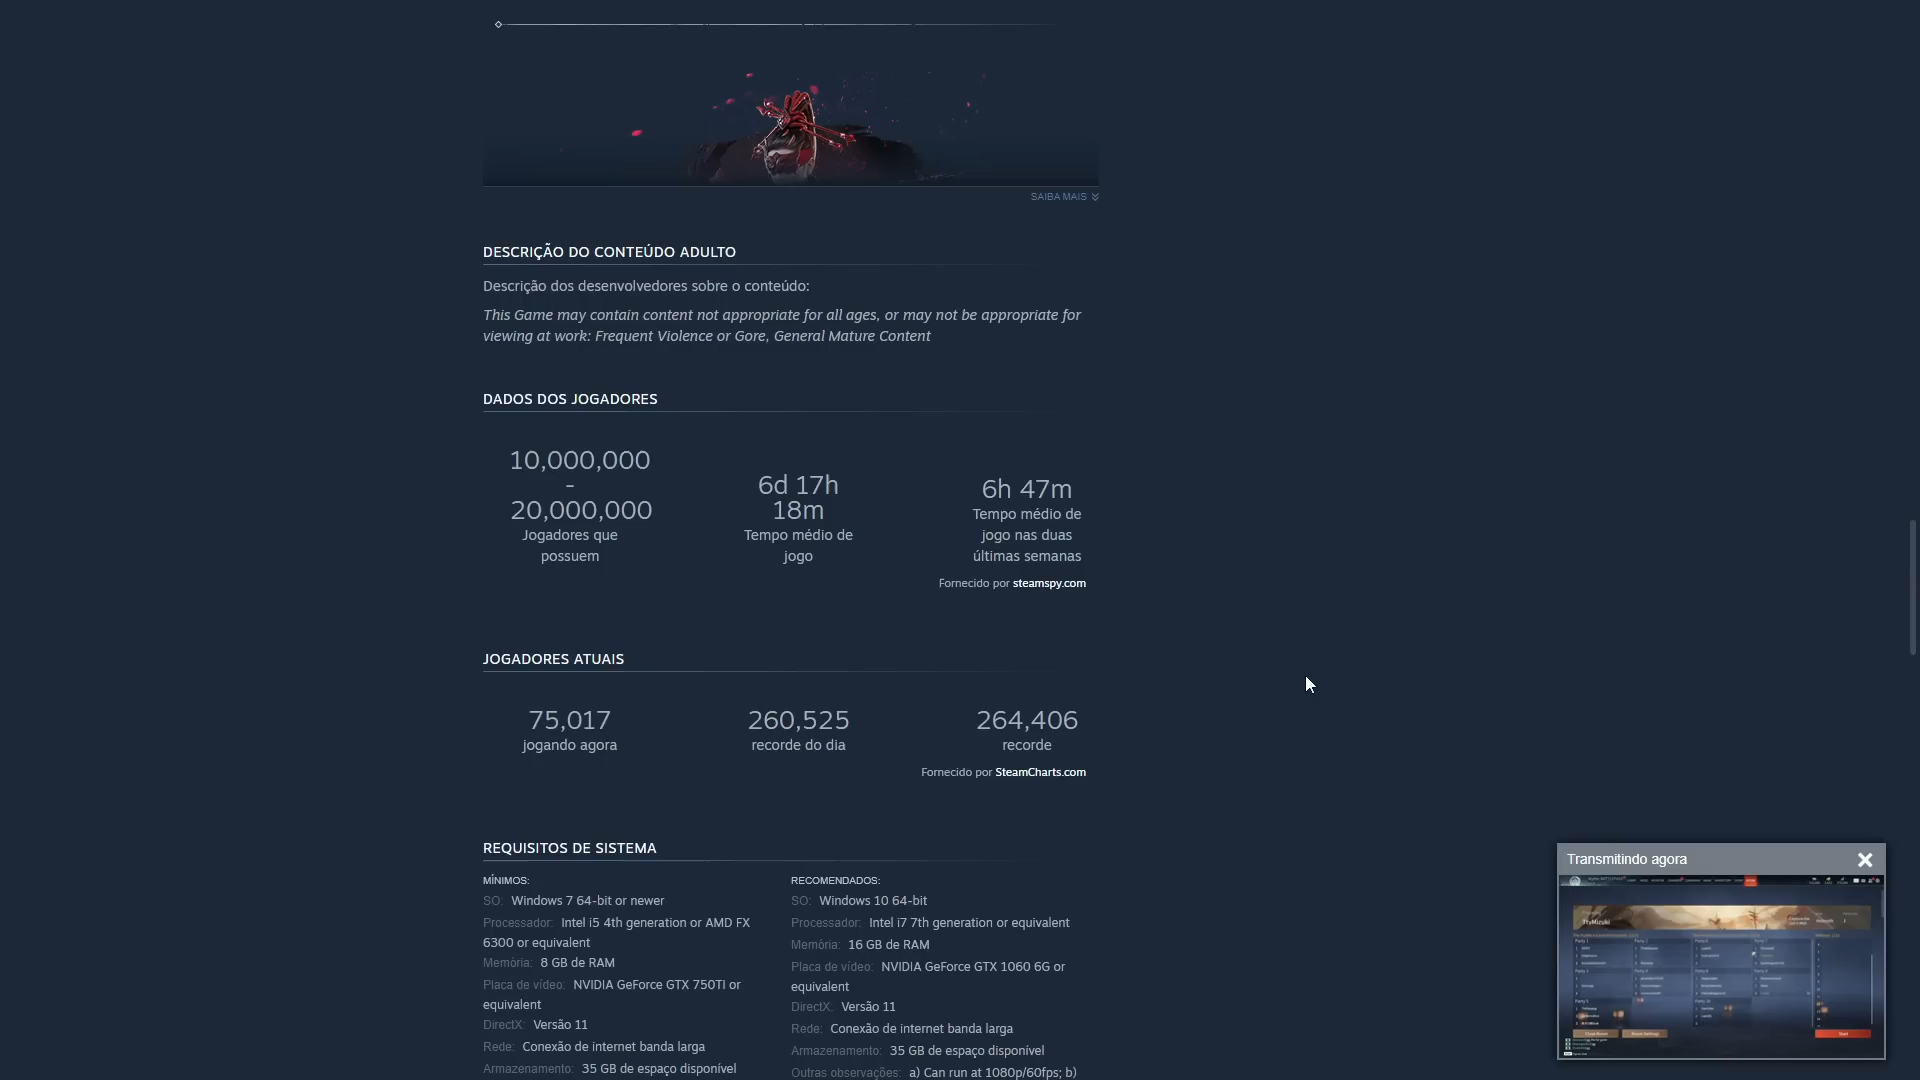 SAIBA MAIS
DESCRIÇÃO DO CONTEÚDO ADULTO
Descrição dos desenvolvedores sobre o conteúdo:
This Game may contain content not appropriate for all ages, or may not be appropriate for
viewing at work: Frequent Violence or Gore, General Mature Content
DADOS DOS JOGADORES
10,000,000
-
20,000,000
Jogadores que
possuem
6d 17h
18m
Tempo médio de
jogo
6h 47m
Tempo médio de
jogo nas duas
últimas semanas
Fornecido por steamspy.com
JOGADORES ATUAIS
75,017
jogando agora
260,525
recorde do dia
264,406
recorde
Fornecido por SteamCharts.com
REQUISITOS DE SISTEMA
MÍNIMOS:
SO: Windows 7 64-bit or newer
Processador: Intel i5 4th generation or AMD FX
6300 or equivalent
Memória: 8 GB de RAM
Placa de vídeo: NVIDIA GeForce GTX 750TI or
equivalent
DirectX: Versão 11
Rede: Conexão de internet banda larga
Armazenamento: 35 GB de espaço disponível
RECOMENDADOS:
SO: Windows 10 64-bit
Processador: Intel i7 7th generation or equivalent
Memória: 16 GB de RAM
Placa de vídeo: NVIDIA GeForce GTX 1060 6G or
equivalent
DirectX: Versão 11
Rede: Conexão de internet banda larga
Armazenamento: 35 GB de espaço disponível
Outras observações: a) Can run at 1080p/60fps; b)
Transmitindo agora
TryMizuki
Start